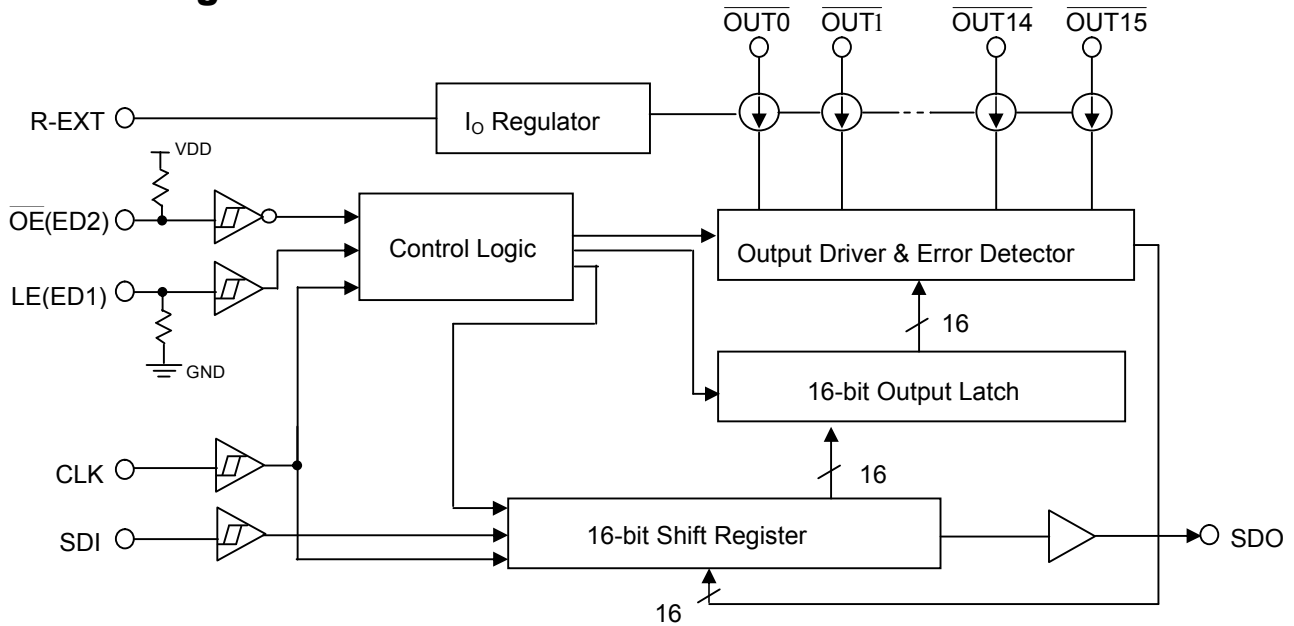 OUT0 OUT1 OUT14 OUT15
R-EXT
IO Regulator
VDD
OE(ED2)
Control Logic
Output Driver & Error Detector
LE(ED1)
16
GND
16-bit Output Latch
CLK
16
SDI
16-bit Shift Register
SDO
16